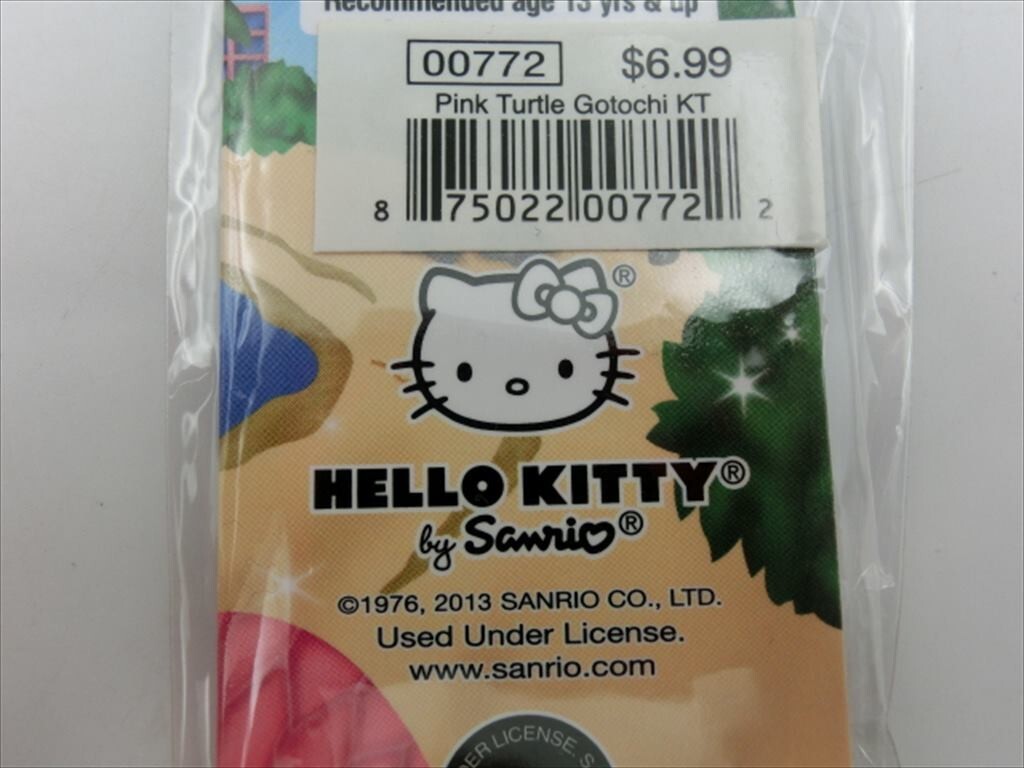 Recommended age 13 yrs & up
00772 $6.99
Pink Turtle Gotochi KT
8 75022 00772 2
®
HELLO KITTY®
by Sanrio®
©1976, 2013 SANRIO CO., LTD.
Used Under License.
www.sanrio.com
LICENSE.